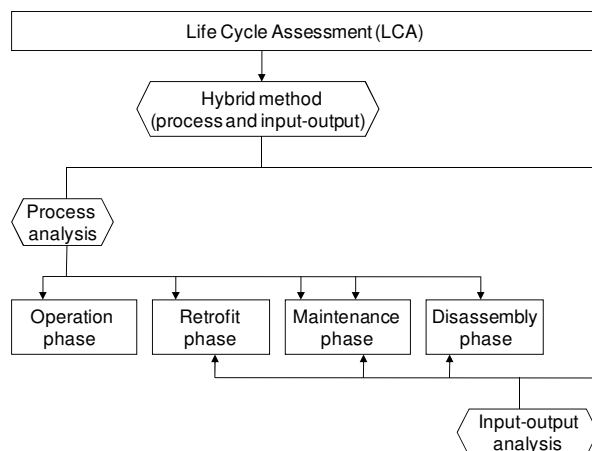 Life Cycle Assessment (LCA)
Hybrid method
(process and input-output)
Process
analysis
Operation
phase
Retrofit
phase
Maintenance
phase
Disassembly
phase
Input-output
analysis